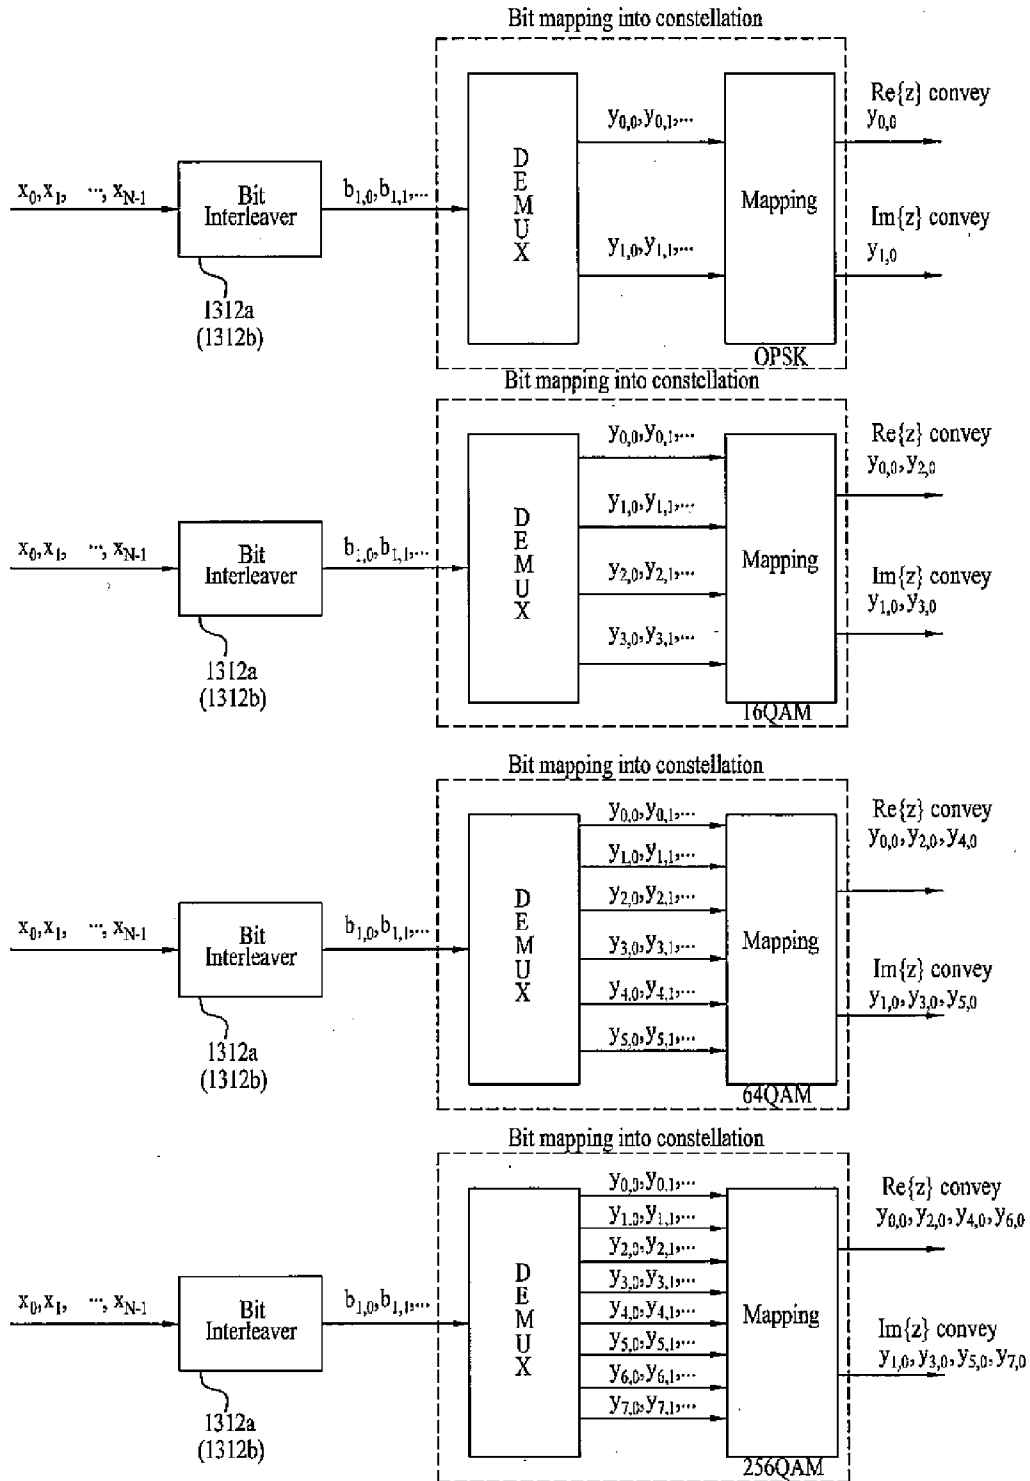 Bit mapping into constellation
x0,x1, ···, xN-1
Bit
Interleaver
1312a
(1312b)
b1,0,b1,1,...
D
E
M
U
X
y0,0,y0,1,...
y1,0,y1,1,...
Mapping
OPSK
Re{z} convey
y0,0
Im{z} convey
y1,0
Bit mapping into constellation
x0,x1, ···, xN-1
Bit
Interleaver
1312a
(1312b)
b1,0,b1,1,...
D
E
M
U
X
y0,0,y0,1,...
y1,0,y1,1,...
y2,0,y2,1,...
y3,0,y3,1,...
Mapping
16QAM
Re{z} convey
y0,0,y2,0
Im{z} convey
y1,0,y3,0
Bit mapping into constellation
x0,x1, ···, xN-1
Bit
Interleaver
1312a
(1312b)
b1,0,b1,1,...
D
E
M
U
X
y0,0,y0,1,...
y1,0,y1,1,...
y2,0,y2,1,...
y3,0,y3,1,...
y4,0,y4,1,...
y5,0,y5,1,...
Mapping
64QAM
Re{z} convey
y0,0,y2,0,y4,0
Im{z} convey
y1,0,y3,0,y5,0
Bit mapping into constellation
x0,x1, ···, xN-1
Bit
Interleaver
1312a
(1312b)
b1,0,b1,1,...
D
E
M
U
X
y0,0,y0,1,...
y1,0,y1,1,...
y2,0,y2,1,...
y3,0,y3,1,...
y4,0,y4,1,...
y5,0,y5,1,...
y6,0,y6,1,...
y7,0,y7,1,...
Mapping
256QAM
Re{z} convey
y0,0,y2,0,y4,0,y6,0
Im{z} convey
y1,0,y3,0,y5,0,y7,0